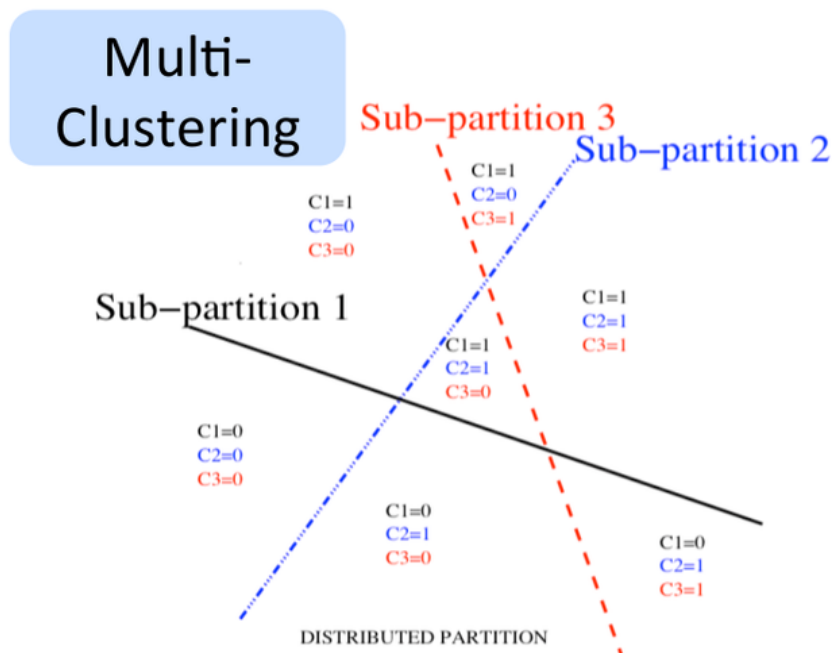 Multi-
Clustering
Sub-partition 3
Sub-partition 2
C1=1
C2=0
C3=1
C1=1
C2=0
C3=0
Sub-partition 1
C1=1
C2=1
C3=1
C1=1
C2=1
C3=0
C1=0
C2=0
C3=0
C1=0
C2=1
C3=0
C1=0
C2=1
C3=1
DISTRIBUTED PARTITION